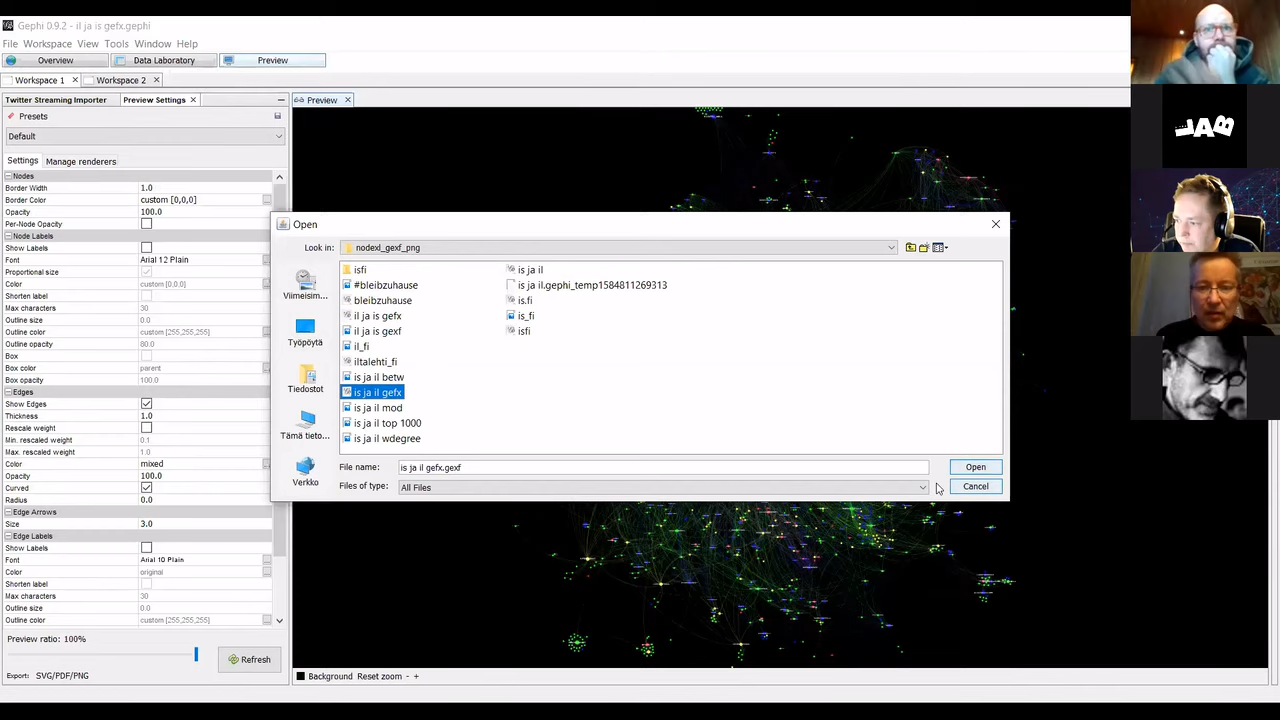 Gephi 0.9.2 - il ja is gefx.gephi
File Workspace View Tools Window Help
Overview Data Laboratory Preview
Workspace 1 Workspace 2
Twitter Streaming Importer Preview Settings Preview
Presets
Default
Settings Manage renderers
Nodes
Border Width 1.0
Border Color custom [0,0,0]
Opacity 100.0
Per-Node Opacity
Node Labels
Show Labels
Font Arial 12 Plain
Proportional size
Color custom [0,0,0]
Shorten label
Max characters 30
Outline size 0.0
Outline color custom [255,255,255]
Outline opacity 80.0
Box
Box color parent
Box opacity 100.0
Edges
Show Edges
Thickness 1.0
Rescale weight
Min. rescaled weight 0.1
Max. rescaled weight 1.0
Color mixed
Opacity 100.0
Curved
Radius 0.0
Edge Arrows
Size 3.0
Edge Labels
Show Labels
Font Arial 10 Plain
Color original
Shorten label
Max characters 30
Outline size 0.0
Outline color custom [255,255,255]
Preview ratio: 100%
Refresh
Export: SVG/PDF/PNG
Background Reset zoom - +
Open
Look in: nodexl_gexf_png
Viimeisim...
Työpöytä
Tiedostot
Tämä tieto...
Verkko
isfi
#bleibzuhause
bleibzuhause
il ja is gefx
il ja is gexf
il_fi
iltalehti_fi
is ja il betw
is ja il gefx
is ja il mod
is ja il top 1000
is ja il wdegree
is ja il
is ja il.gephi_temp1584811269313
is.fi
is_fi
isfi
File name: is ja il gefx.gexf Open
Files of type: All Files Cancel
JAB